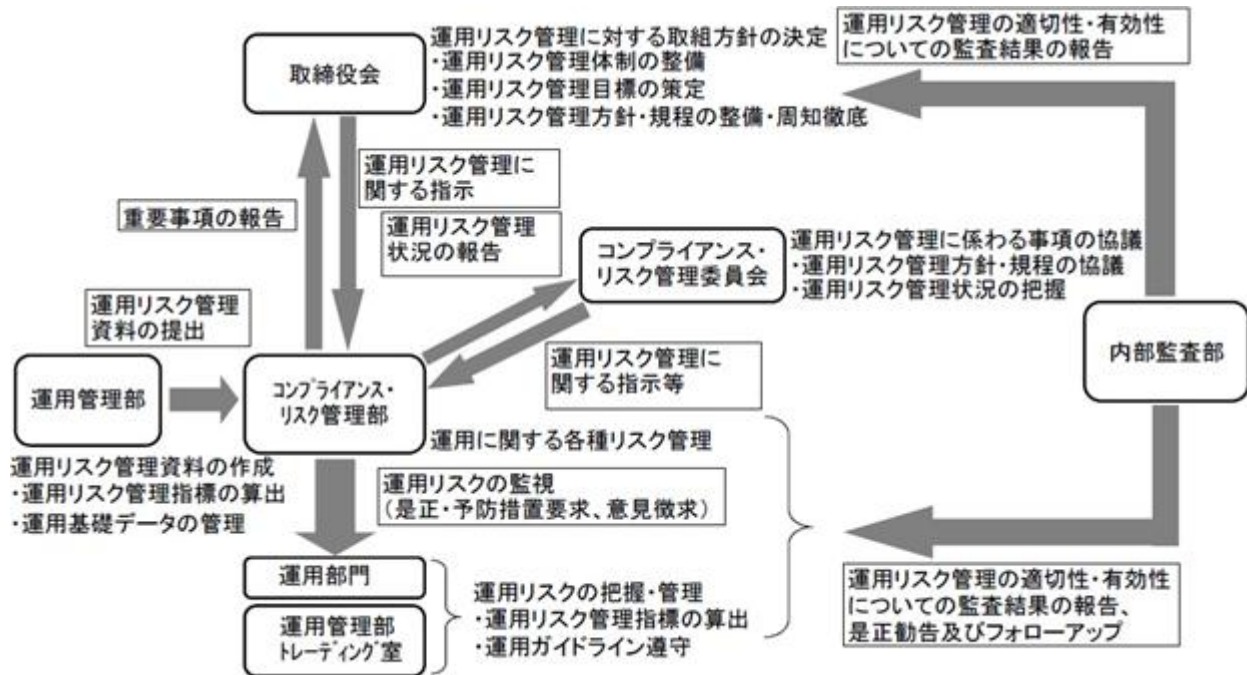 運用リスク管理に対する取組方針の決定
・運用リスク管理体制の整備
・運用リスク管理目標の策定
・運用リスク管理方針・規程の整備・周知徹底
取締役会
運用リスク管理の適切性・有効性
についての監査結果の報告
運用リスク管理に
関する指示
重要事項の報告
運用リスク管理
状況の報告
コンプライアンス・
リスク管理委員会
運用リスク管理に係わる事項の協議
・運用リスク管理方針・規程の協議
・運用リスク管理状況の把握
運用リスク管理
資料の提出
内部監査部
運用管理部
コンプライアンス・
リスク管理部
運用リスク管理に
関する指示等
運用に関する各種リスク管理
運用リスク管理資料の作成
・運用リスク管理指標の算出
・運用基礎データの管理
運用リスクの監視
(是正・予防措置要求、意見徴求)
運用部門
運用管理部
トレーディング室
運用リスクの把握・管理
・運用リスク管理指標の算出
・運用ガイドライン遵守
運用リスク管理の適切性・有効性
についての監査結果の報告、
是正勧告及びフォローアップ